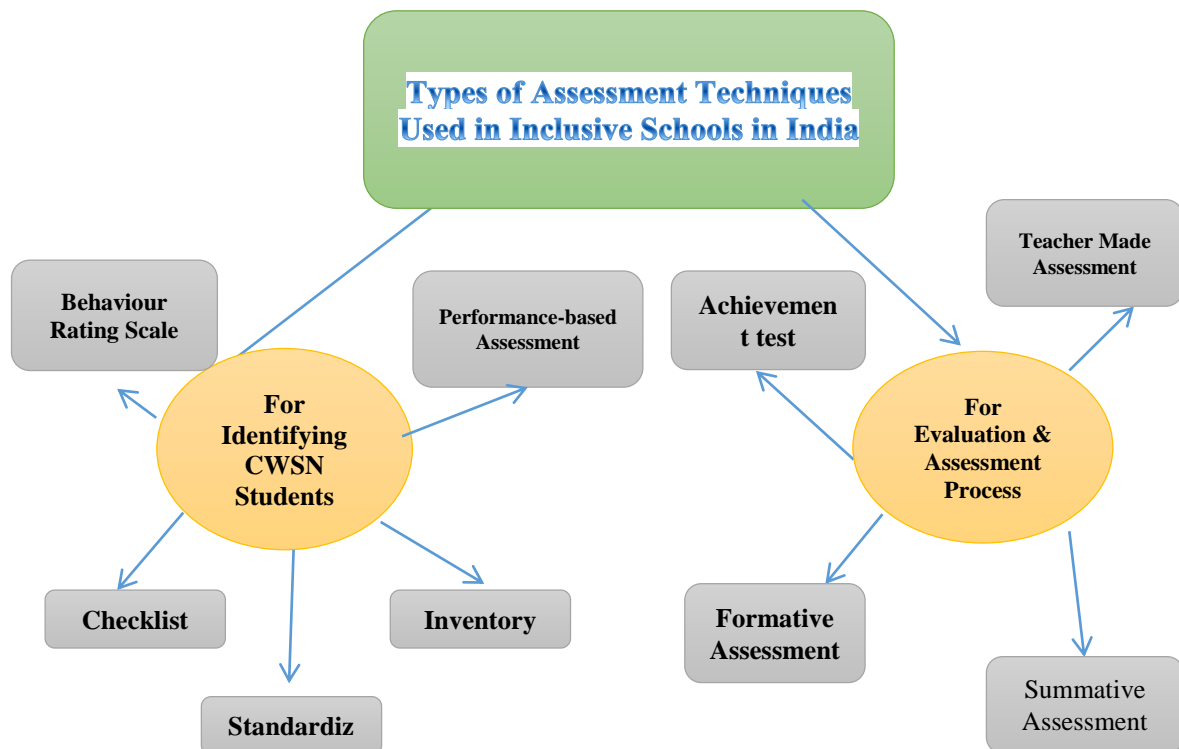 Types of Assessment Techniques
Used in Inclusive Schools in India
Behaviour
Rating Scale
Performance-based
Assessment
Achievemen
t test
Teacher Made
Assessment
For
Identifying
CWSN
Students
For
Evaluation &
Assessment
Process
Checklist
Inventory
Standardiz
Formative
Assessment
Summative
Assessment